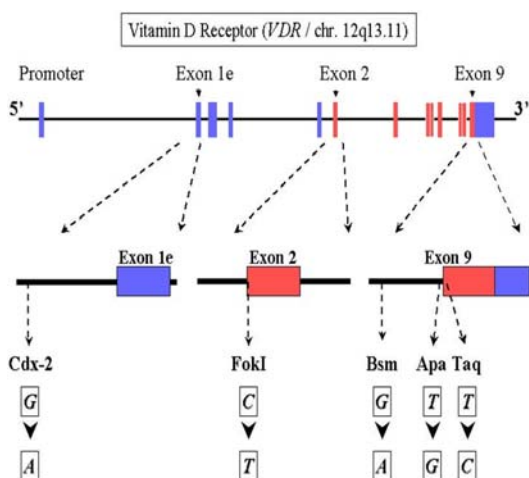 Vitamin D Receptor (VDR / chr. 12q13.11)
Promoter Exon 1e Exon 2 Exon 9
5' 3'
Exon 1e Exon 2 Exon 9
Cdx-2 FokI Bsm Apa Taq
G C G T T
A T A G C